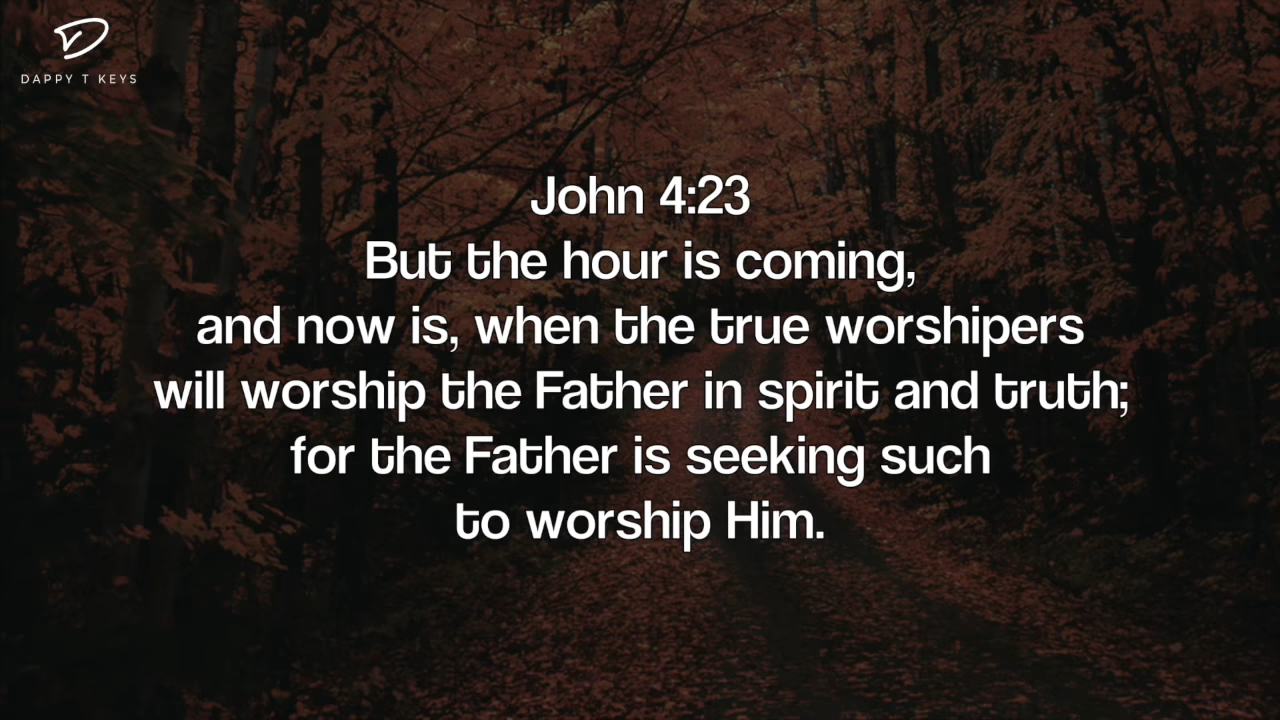 DAPPY T KEYS
John 4:23
But the hour is coming,
and now is, when the true worshipers
will worship the Father in spirit and truth;
for the Father is seeking such
to worship Him.